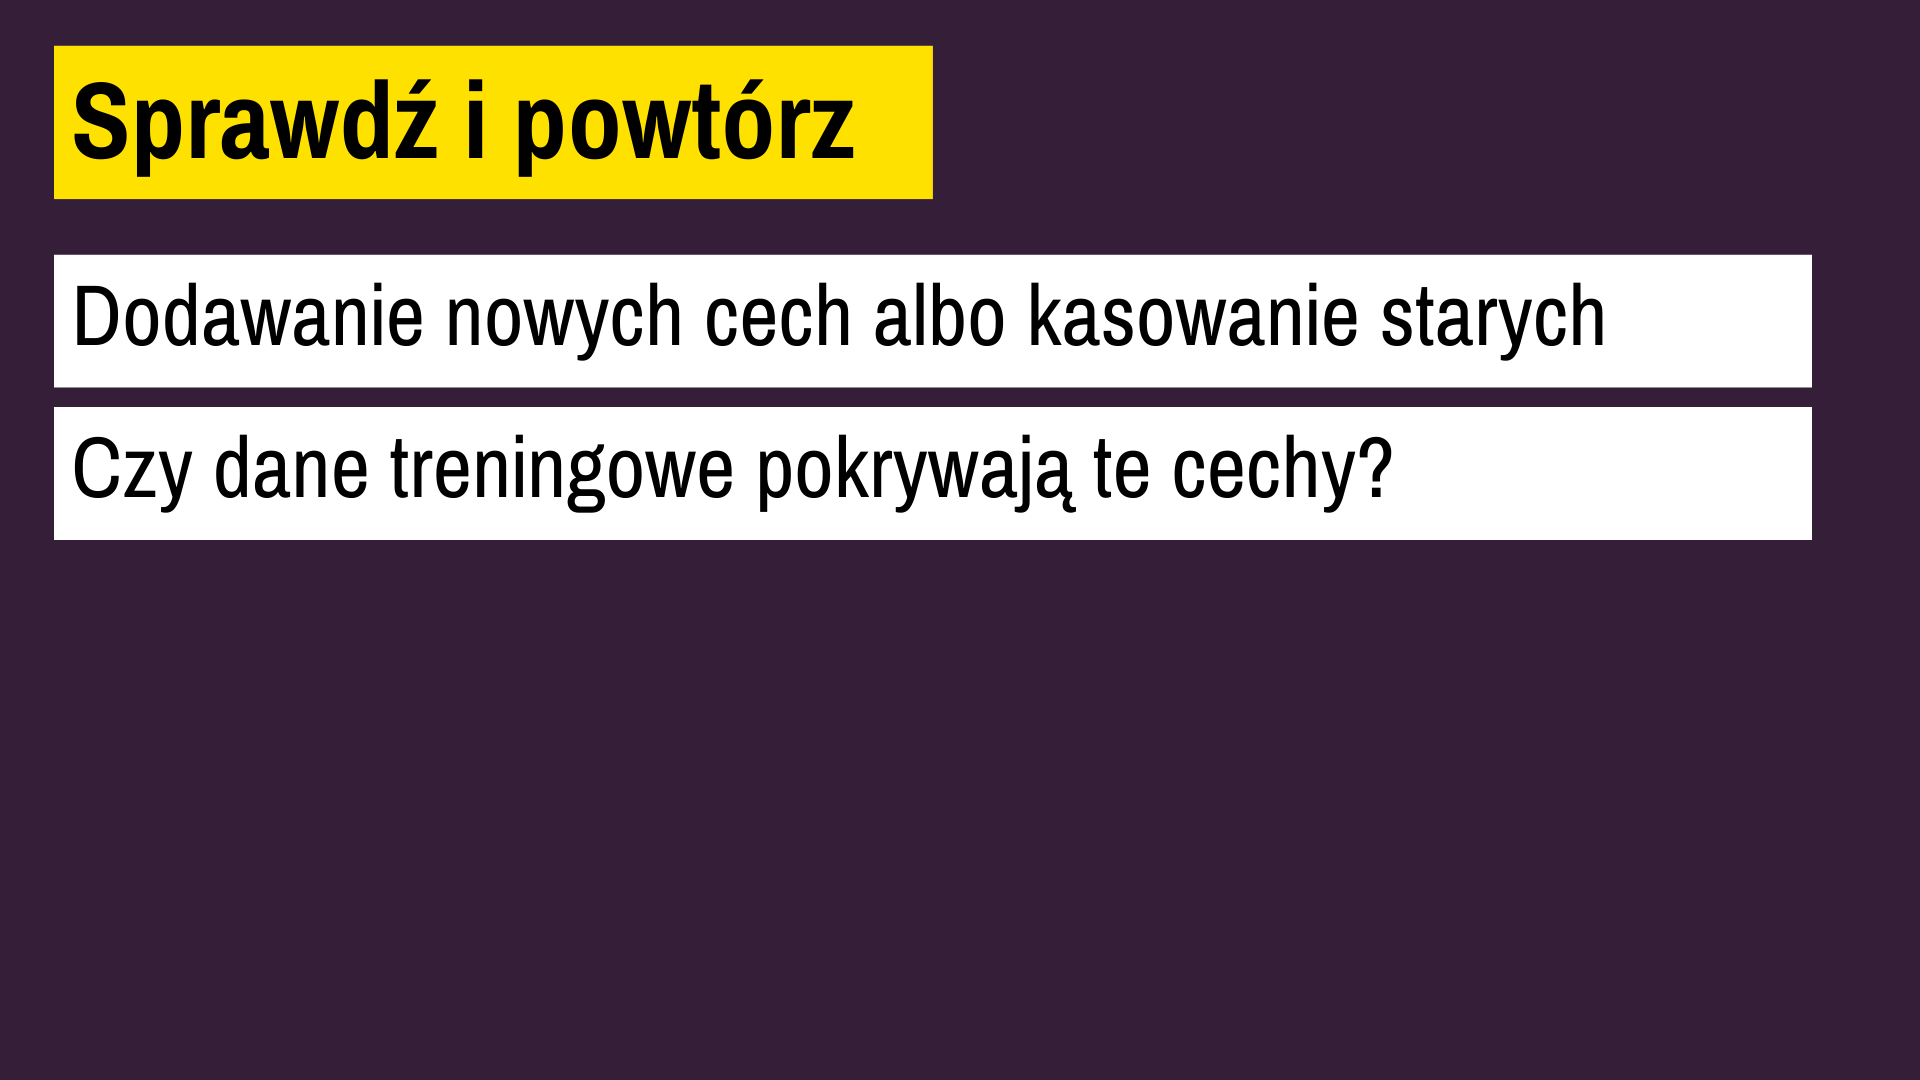 Sprawdź i powtórz
Dodawanie nowych cech albo kasowanie starych
Czy dane treningowe pokrywają te cechy?